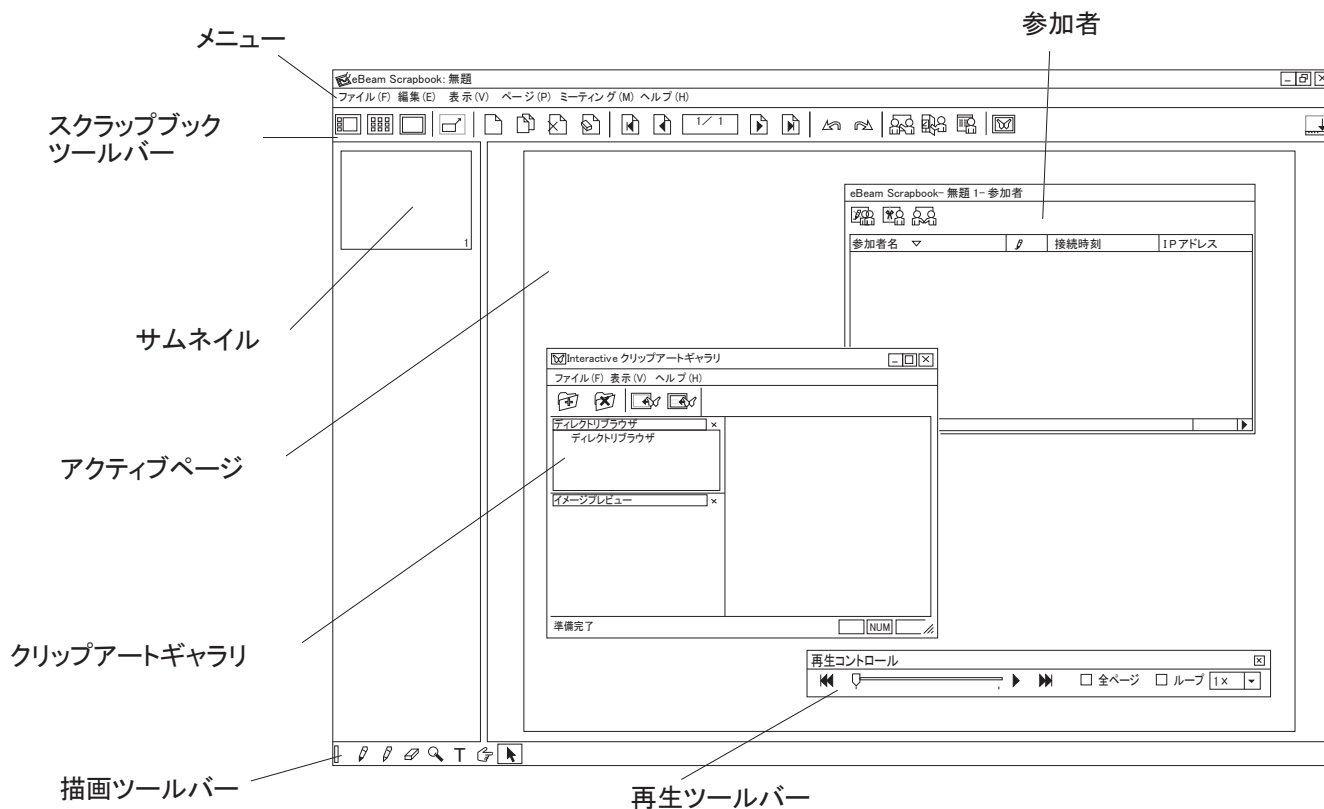 参加者
メニュー
eBeam Scrapbook: 無題
ファイル(F) 編集(E) 表示(V) ページ(P) ミーティング(M) ヘルプ(H)
スクラップブック
ツールバー
1/ 1
eBeam Scrapbook- 無題 1- 参加者
参加者名 接続時刻 IPアドレス
1
サムネイル
Interactive クリップアートギャラリ
ファイル(F) 表示(V) ヘルプ(H)
ディレクトリブラウザ
ディレクトリブラウザ
アクティブページ
イメージプレビュー
準備完了 NUM
クリップアートギャラリ
再生コントロール
全ページ ループ 1x
T
描画ツールバー
再生ツールバー